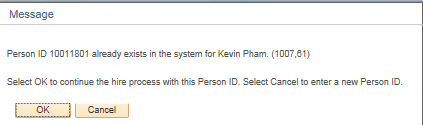 Message
Person ID 10011801 already exists in the system for Kevin Pham. (1007,61)
Select OK to continue the hire process with this Person ID. Select Cancel to enter a new Person ID.
OK Cancel